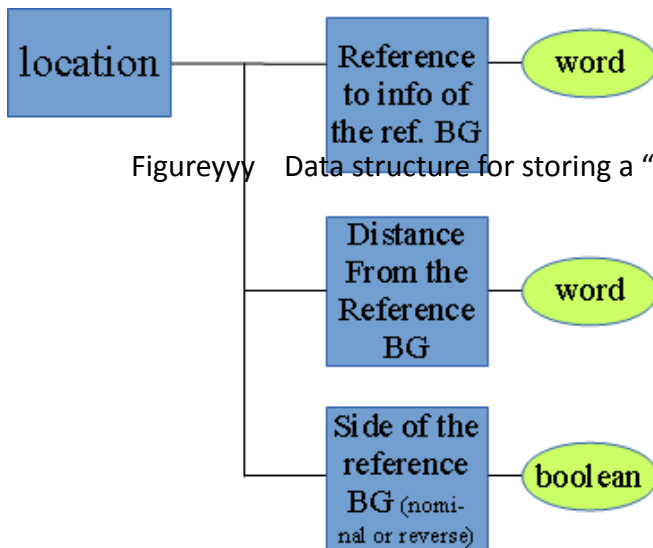 location
Reference
to info of
the ref. BG
word
Figureyyy Data structure for storing a “
Distance
From the
Reference
BG
word
Side of the
reference
BG (nomi-
nal or reverse)
boolean